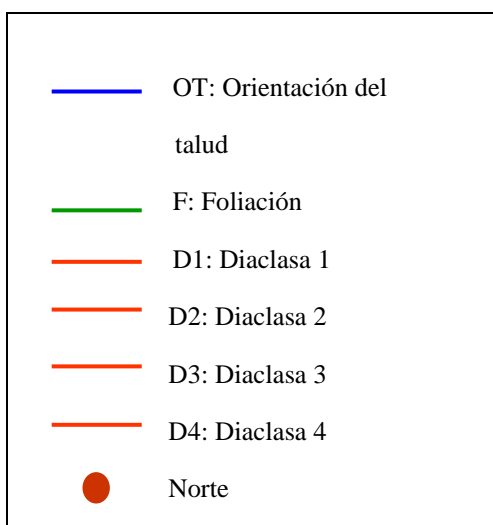 OT: Orientación del
talud
F: Foliación
D1: Diaclasa 1
D2: Diaclasa 2
D3: Diaclasa 3
D4: Diaclasa 4
Norte